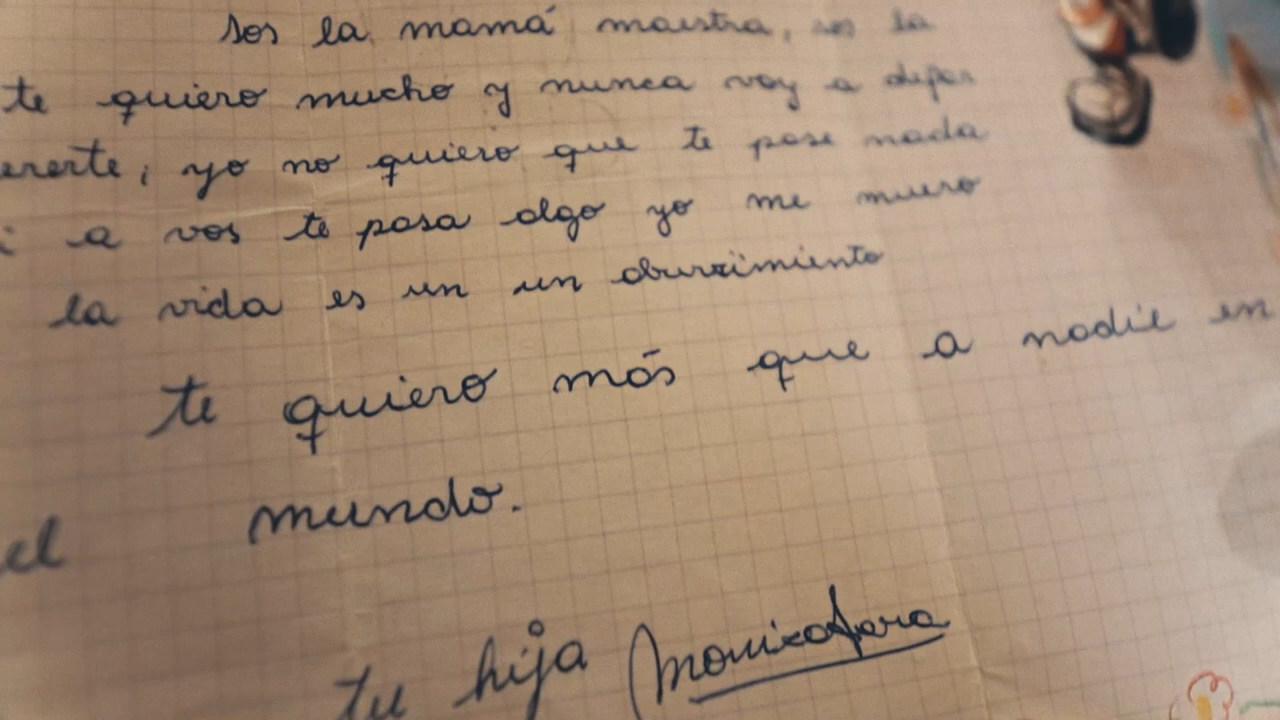 sos la mamá maestra, sos la
te quiero mucho y nunca voy a dejar
ererte, yo no quiero que te pase nada
i a vos te pasa algo yo me muero
la vida es un un aburrimiento
te quiero más que a nadie en
el mundo.
tu hija